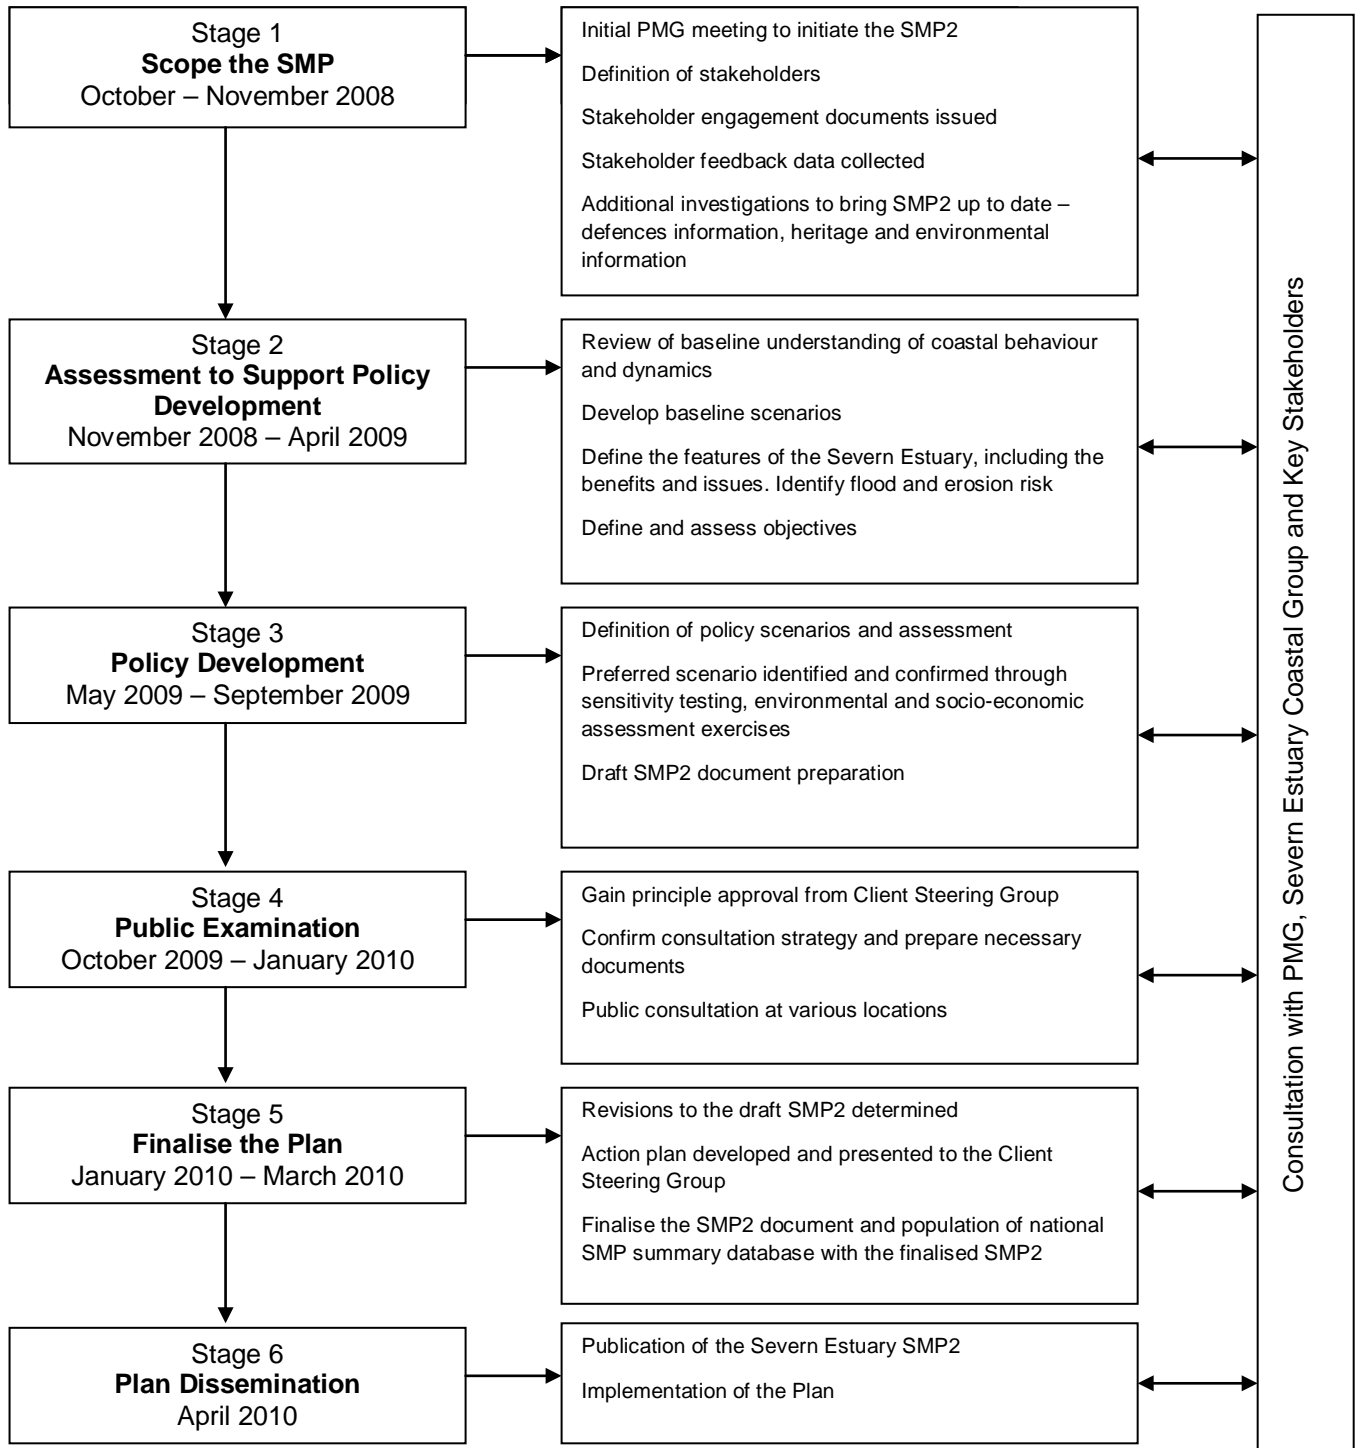 Stage 1
Scope the SMP
October – November 2008
Initial PMG meeting to initiate the SMP2
Definition of stakeholders
Stakeholder engagement documents issued
Stakeholder feedback data collected
Additional investigations to bring SMP2 up to date –
defences information, heritage and environmental
information
Stage 2
Assessment to Support Policy
Development
November 2008 – April 2009
Review of baseline understanding of coastal behaviour
and dynamics
Develop baseline scenarios
Define the features of the Severn Estuary, including the
benefits and issues. Identify flood and erosion risk
Define and assess objectives
Stage 3
Policy Development
May 2009 – September 2009
Definition of policy scenarios and assessment
Preferred scenario identified and confirmed through
sensitivity testing, environmental and socio-economic
assessment exercises
Draft SMP2 document preparation
Stage 4
Public Examination
October 2009 – January 2010
Gain principle approval from Client Steering Group
Confirm consultation strategy and prepare necessary
documents
Public consultation at various locations
Stage 5
Finalise the Plan
January 2010 – March 2010
Revisions to the draft SMP2 determined
Action plan developed and presented to the Client
Steering Group
Finalise the SMP2 document and population of national
SMP summary database with the finalised SMP2
Stage 6
Plan Dissemination
April 2010
Publication of the Severn Estuary SMP2
Implementation of the Plan
Consultation with PMG, Severn Estuary Coastal Group and Key Stakeholders